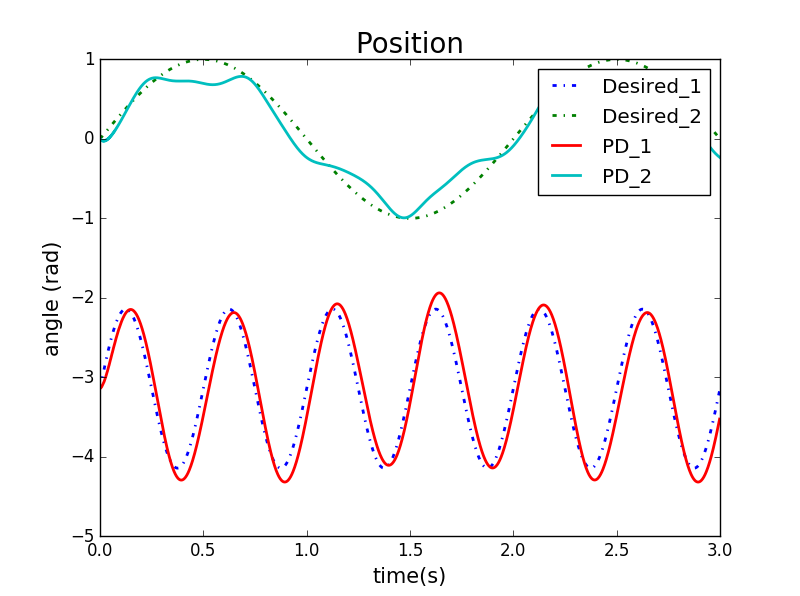 Position
1
0
−1
−2
−3
−4
−5
angle (rad)
0.0 0.5 1.0 1.5 2.0 2.5 3.0
time(s)
Desired_1
Desired_2
PD_1
PD_2